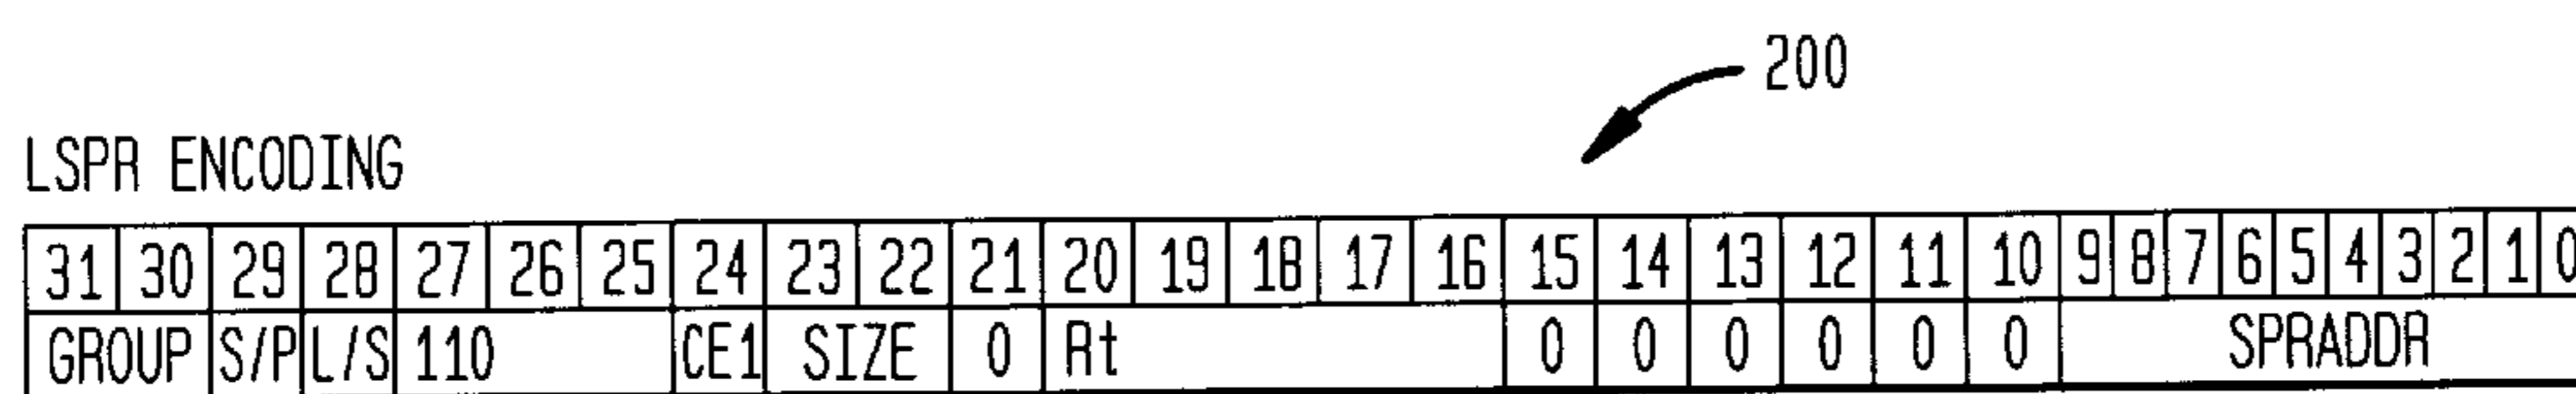 200
LSPR ENCODING
31 30 29 28 27 26 25 24 23 22 21 20 19 18 17 16 15 14 13 12 11 10 9 8 7 6 5 4 3 2 1 0
GROUP S/P L/S 110 CE1 SIZE 0 Rt 0 0 0 0 0 0 SPRADDR